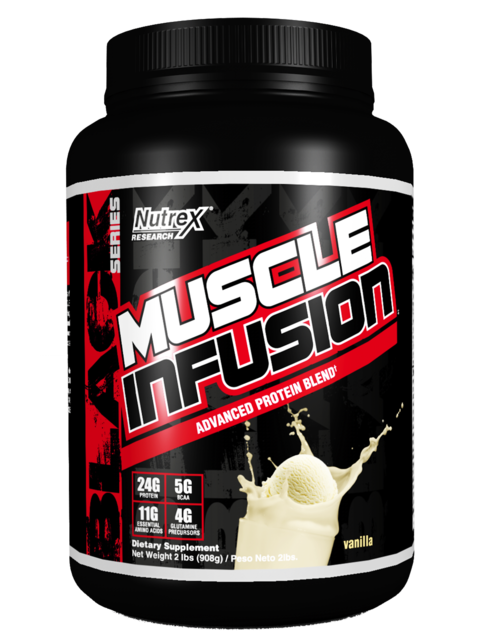 BLACK
SERIES
Nutrex
RESEARCH
MUSCLE
INFUSION
ADVANCED PROTEIN BLEND
24G
PROTEIN
5G
BCAA
11G
ESSENTIAL
AMINO ACIDS
4G
GLUTAMINE
PRECURSORS
Dietary Supplement
Net Weight 2 lbs (908g) / Peso Neto 2lbs.
vanilla